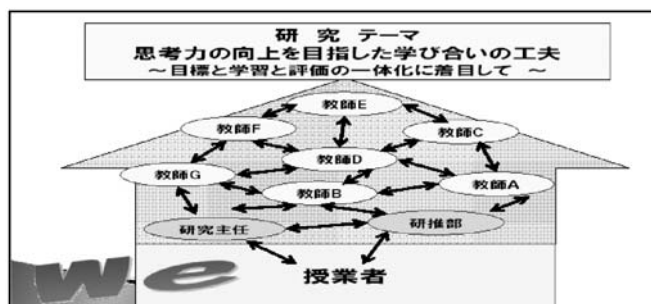 研 究 テーマ
思考力の向上を目指した学び合いの工夫
～目標と学習と評価の一体化に着目して ～
教師E
教師F
教師C
教師D
教師G
教師B
教師A
研究主任
研推部
授業者
we